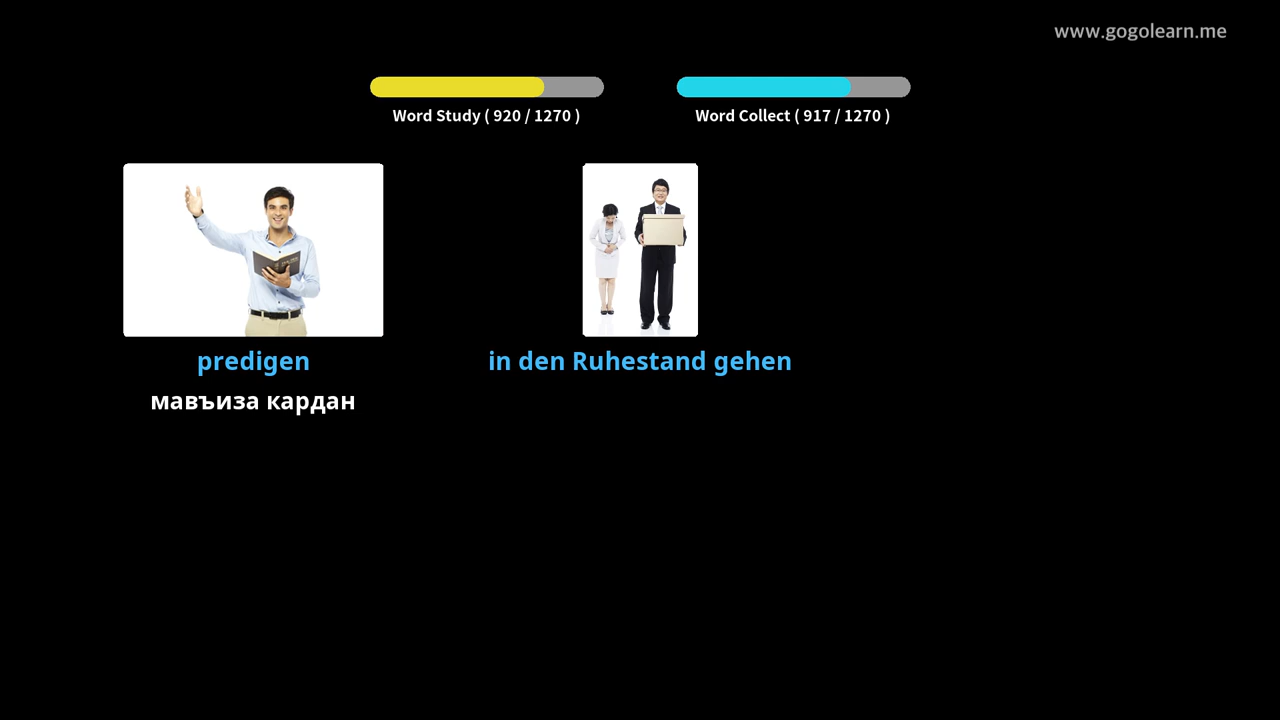 www.gogolearn.me
Word Study ( 920 / 1270 )
Word Collect ( 917 / 1270 )
predigen
мавъиза кардан
in den Ruhestand gehen